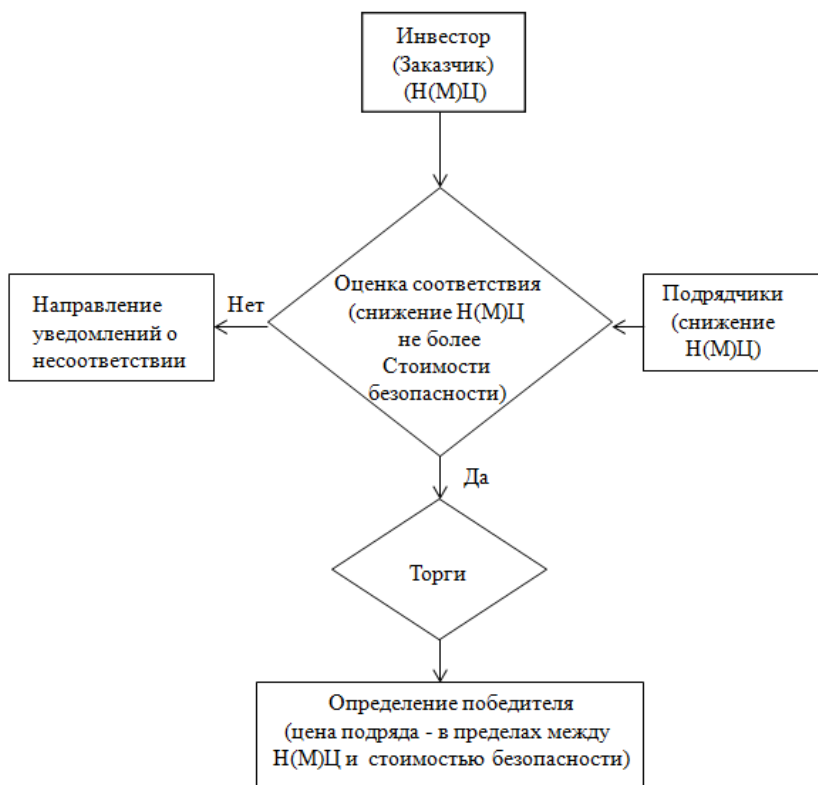 Инвестор
(Заказчик)
(Н(М)Ц)
Оценка соответствия
(снижение Н(М)Ц
не более
Стоимости
безопасности)
Направление
уведомлений о
несоответствии
Нет
Подрядчики
(снижение
Н(М)Ц)
Да
Торги
Определение победителя
(цена подряда - в пределах между
Н(М)Ц и стоимостью безопасности)